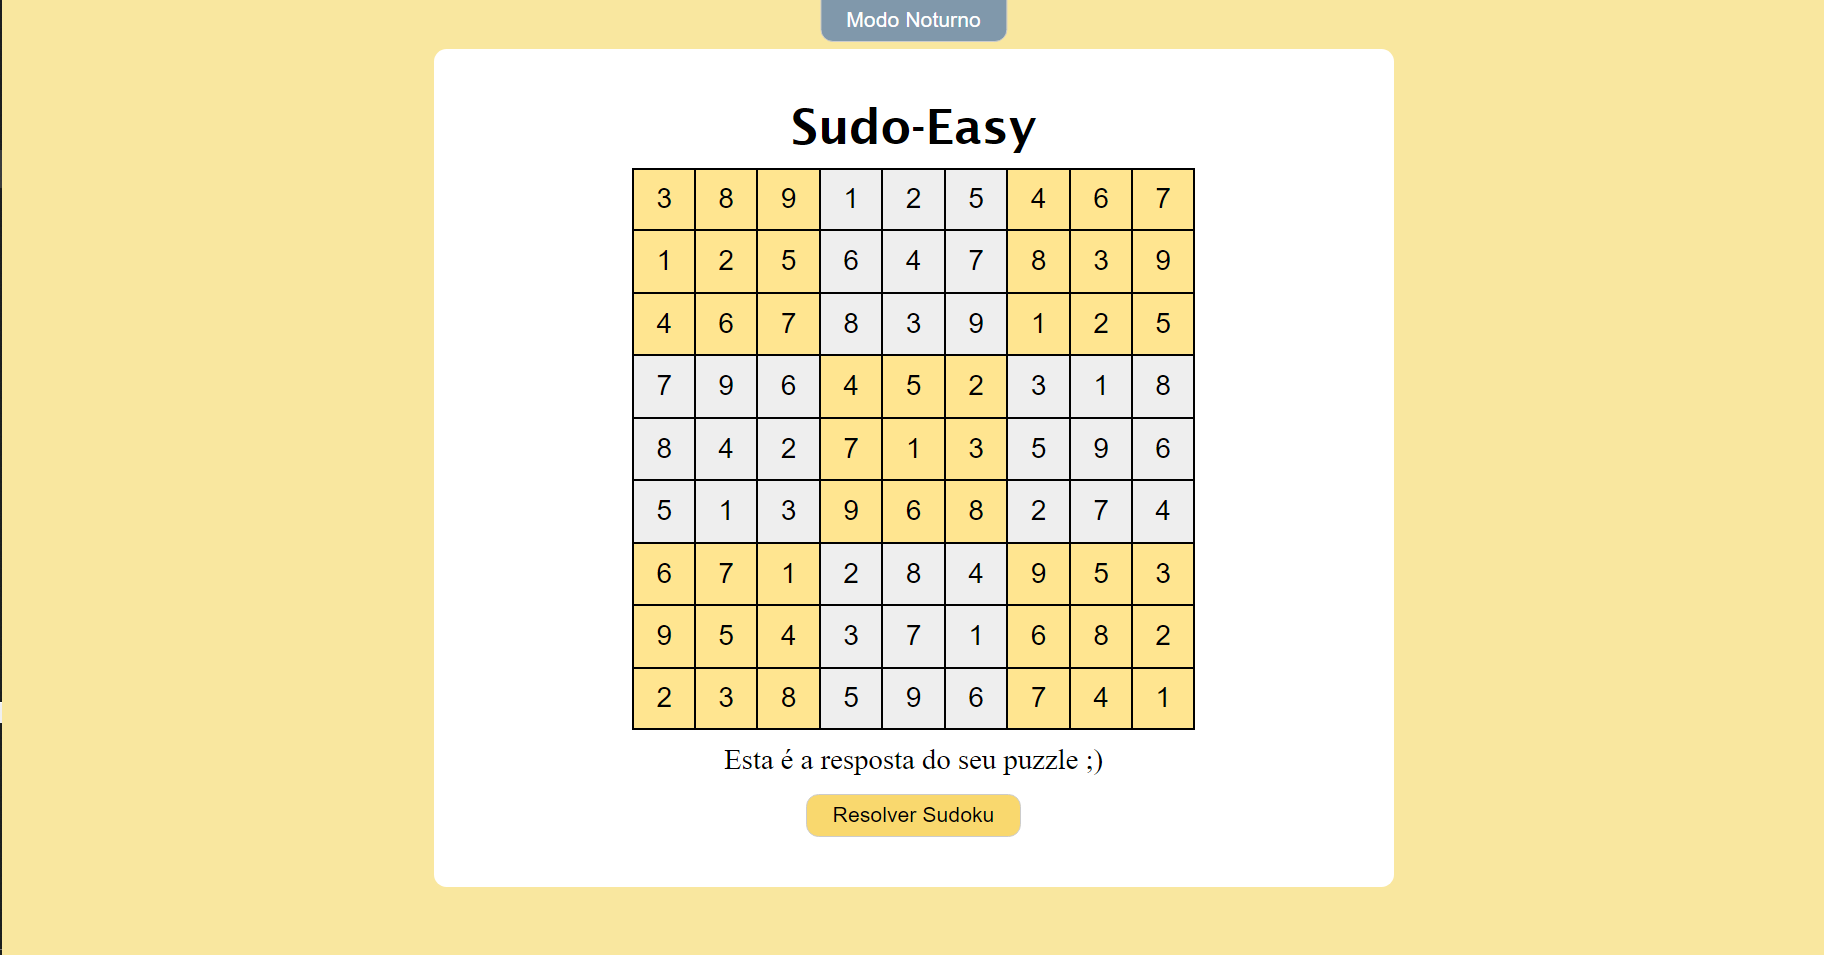 Modo Noturno
Sudo-Easy
3 8 9 1 2 5 4 6 7
1 2 5 6 4 7 8 3 9
4 6 7 8 3 9 1 2 5
7 9 6 4 5 2 3 1 8
8 4 2 7 1 3 5 9 6
5 1 3 9 6 8 2 7 4
6 7 1 2 8 4 9 5 3
9 5 4 3 7 1 6 8 2
2 3 8 5 9 6 7 4 1
Esta é a resposta do seu puzzle ;)
Resolver Sudoku